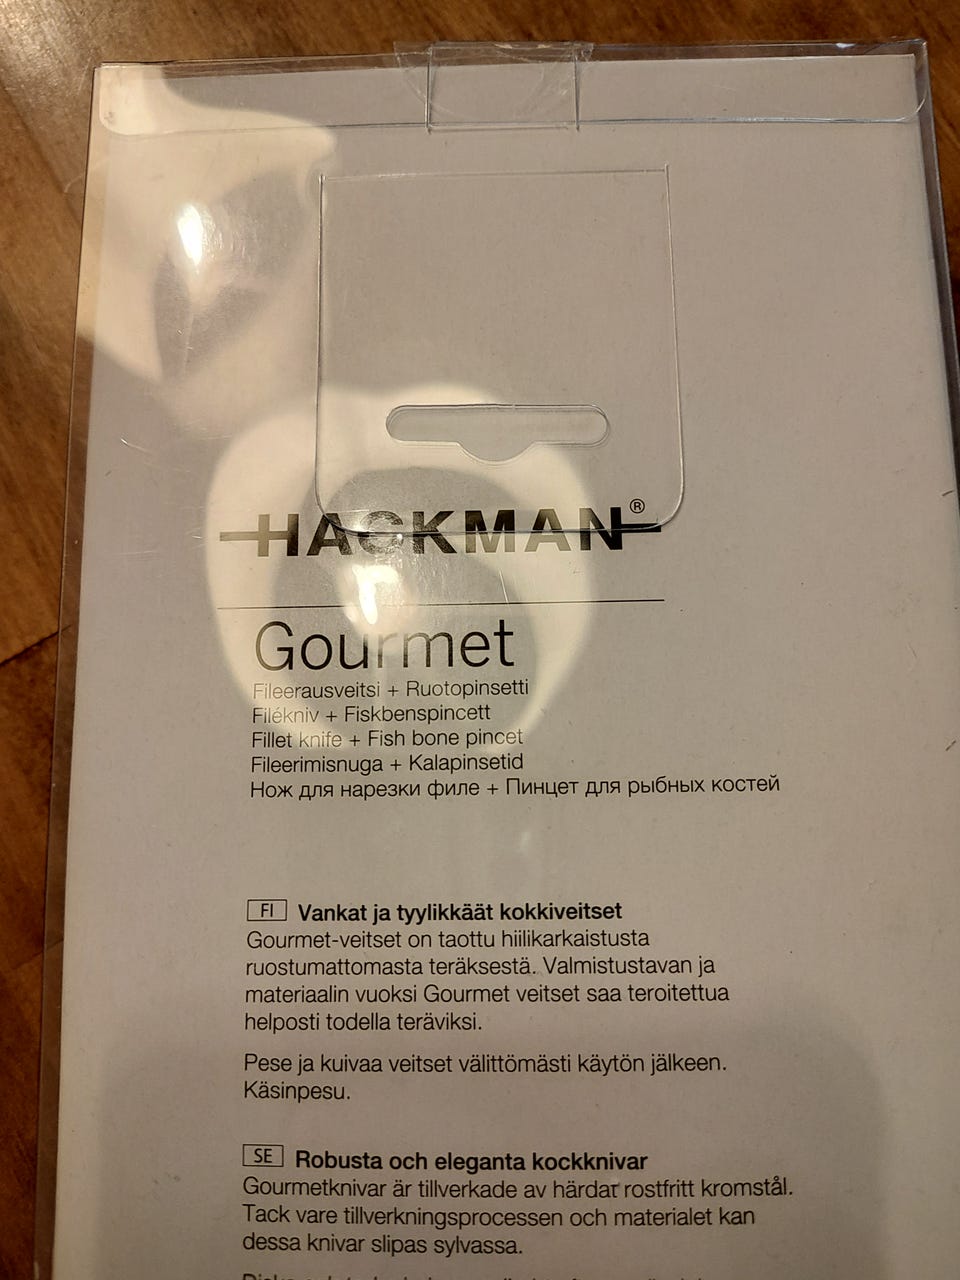 HACKMAN®
Gourmet
Fileerausveitsi + Ruotopinsetti
Filékniv + Fiskbenspincett
Fillet knife + Fish bone pincet
Fileerimisnuga + Kalapinsetid
Нож для нарезки филе + Пинцет для рыбных костей
FI Vankat ja tyylikkäät kokkiveitset
Gourmet-veitset on taottu hiilikarkaistusta
ruostumattomasta teräksestä. Valmistustavan ja
materiaalin vuoksi Gourmet veitset saa teroitettua
helposti todella teräviksi.
Pese ja kuivaa veitset välittömästi käytön jälkeen.
Käsinpesu.
SE Robusta och eleganta kockknivar
Gourmetknivar är tillverkade av härdat rostfritt kromstål.
Tack vare tillverkningsprocessen och materialet kan
dessa knivar slipas sylvassa.